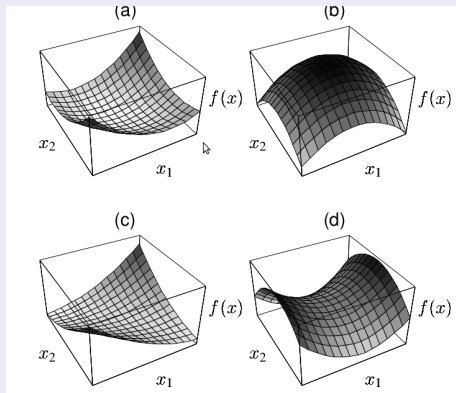 (a) (b)
f(x) f(x)
x₂ x₂
x₁ x₁
(c) (d)
f(x) f(x)
x₂ x₂
x₁ x₁